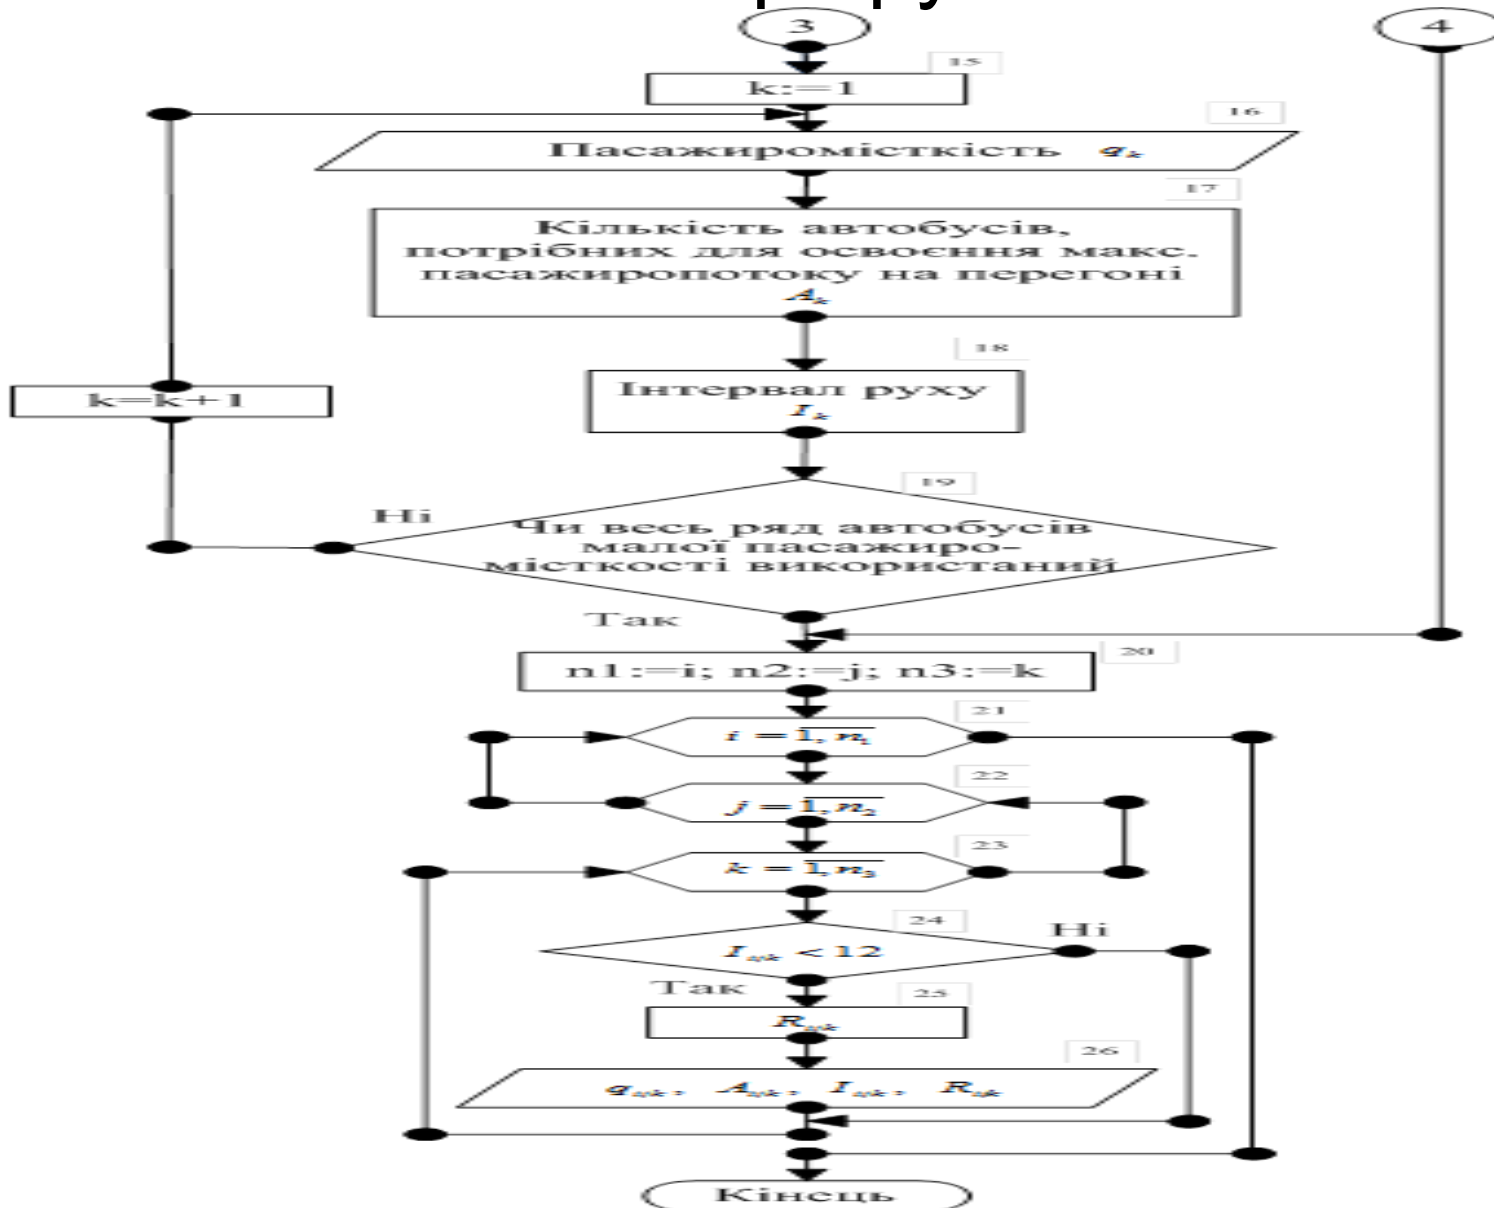 3
4
15
k:=1
16
Пасажиромісткість q_k
17
Кількість автобусів,
потрібних для освоєння макс.
пасажиропотоку на перегоні
A_k
18
Інтервал руху
I_k
k=k+1
19
Ні
Чи весь ряд автобусів
малої пасажиро-
місткості використаний
Так
20
n1:=i; n2:=j; n3:=k
21
i = 1, n_1
22
j = 1, n_2
23
k = 1, n_3
24
Ні
I_ijk < 12
Так
25
R_ijk
26
q_ijk, A_ijk, I_ijk, R_ijk
Кінець